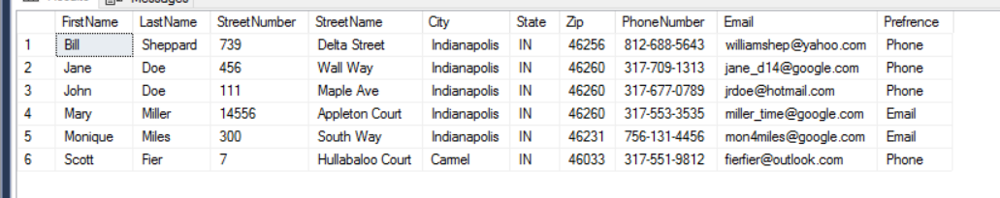 Messages
FirstName LastName StreetNumber StreetName City State Zip PhoneNumber Email Prefrence
1 Bill Sheppard 739 Delta Street Indianapolis IN 46256 812-688-5643 williamshep@yahoo.com Phone
2 Jane Doe 456 Wall Way Indianapolis IN 46260 317-709-1313 jane_d14@google.com Phone
3 John Doe 111 Maple Ave Indianapolis IN 46260 317-677-0789 jrdoe@hotmail.com Phone
4 Mary Miller 14556 Appleton Court Indianapolis IN 46260 317-553-3535 miller_time@google.com Email
5 Monique Miles 300 South Way Indianapolis IN 46231 756-131-4456 mon4miles@google.com Email
6 Scott Fier 7 Hullabaloo Court Carmel IN 46033 317-551-9812 fierfier@outlook.com Phone